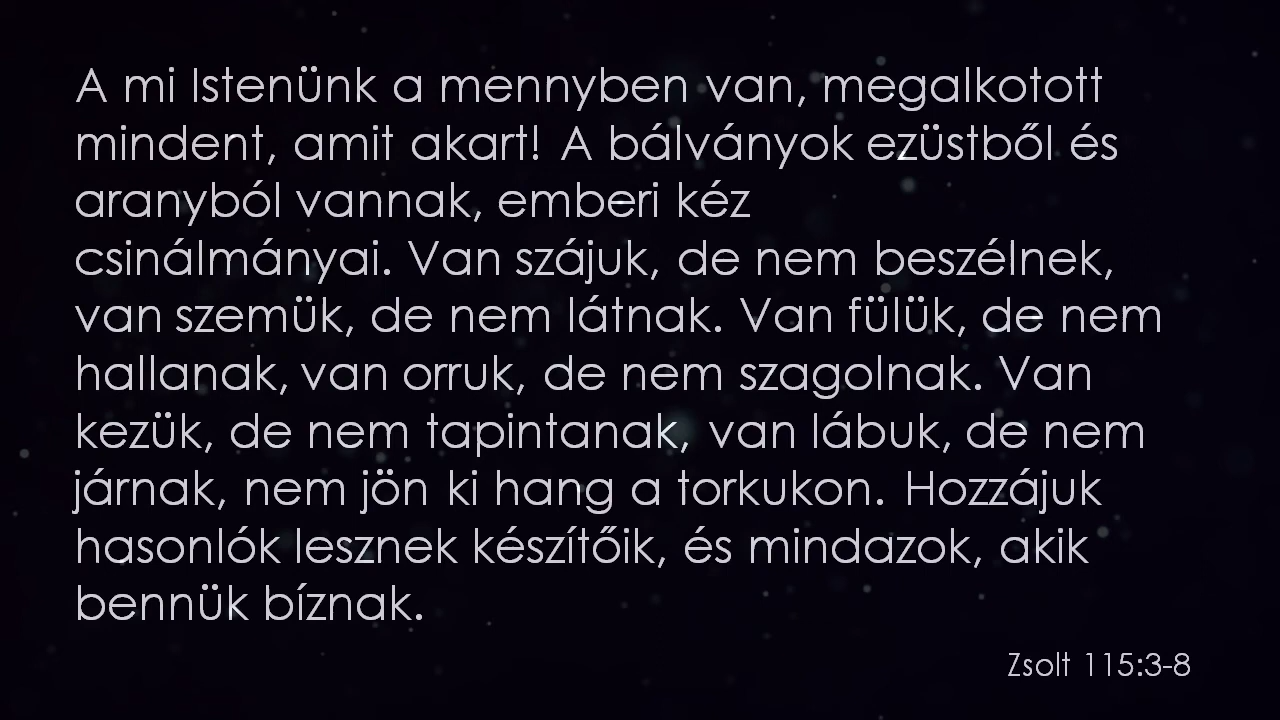 A mi Istenünk a mennyben van, megalkotott
mindent, amit akart! A bálványok ezüstből és
aranyból vannak, emberi kéz
csinálmányai. Van szájuk, de nem beszélnek,
van szemük, de nem látnak. Van fülük, de nem
hallanak, van orruk, de nem szagolnak. Van
kezük, de nem tapintanak, van lábuk, de nem
járnak, nem jön ki hang a torkukon. Hozzájuk
hasonlók lesznek készítőik, és mindazok, akik
bennük bíznak.
Zsolt 115:3-8